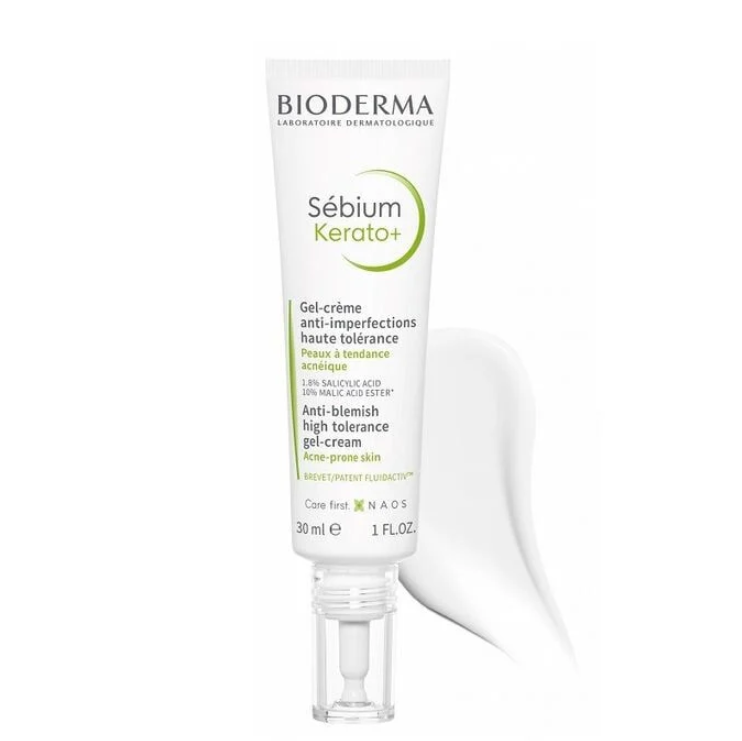 BIODERMA
LABORATOIRE DERMATOLOGIQUE
Sébium
Kerato+
Gel-crème
anti-imperfections
haute tolérance
Peaux à tendance
acnéique
1.8% SALICYLIC ACID
10% MALIC ACID ESTER*
Anti-blemish
high tolerance
gel-cream
Acne-prone skin
BREVET/PATENT FLUIDACTIV™
Care first. NAOS
30 ml ℮ 1 FL.OZ.